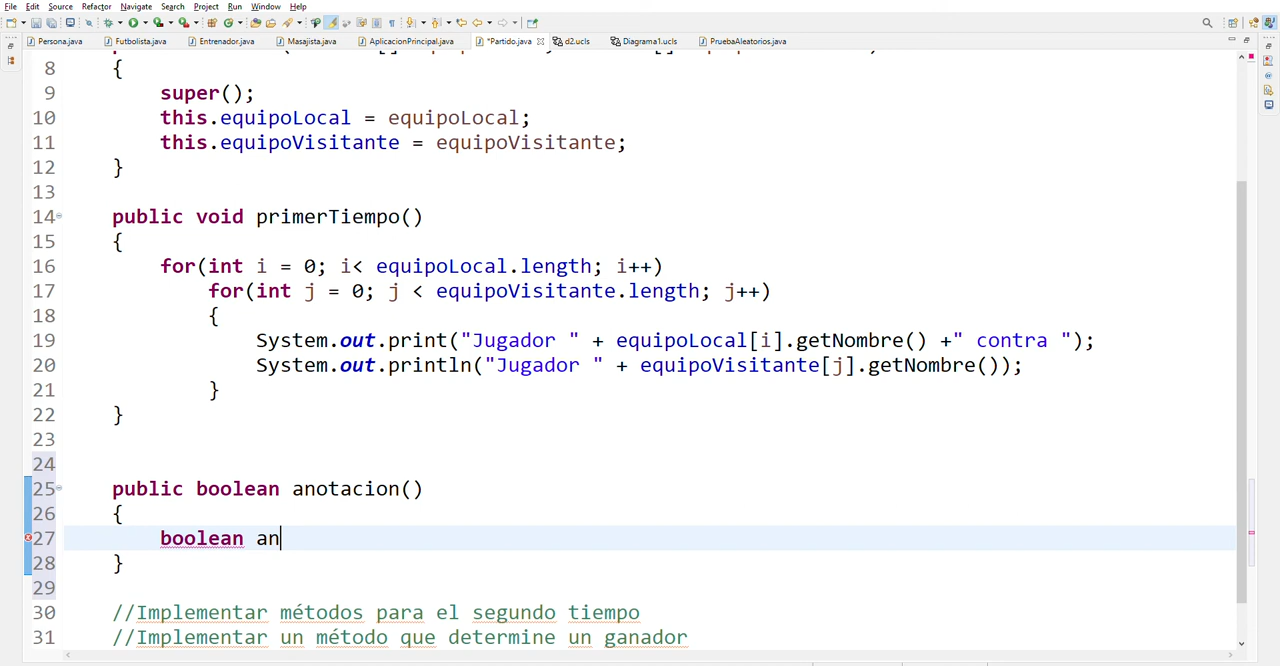 File Edit Source Refactor Navigate Search Project Run Window Help
Persona.java Futbolista.java Entrenador.java Masajista.java AplicacionPrincipal.java *Partido.java d2.ucls Diagrama1.ucls PruebaAleatorios.java
8 {
9 super();
10 this.equipoLocal = equipoLocal;
11 this.equipoVisitante = equipoVisitante;
12 }
13
14 public void primerTiempo()
15 {
16 for(int i = 0; i< equipoLocal.length; i++)
17 for(int j = 0; j < equipoVisitante.length; j++)
18 {
19 System.out.print("Jugador " + equipoLocal[i].getNombre() +" contra ");
20 System.out.println("Jugador " + equipoVisitante[j].getNombre());
21 }
22 }
23
24
25 public boolean anotacion()
26 {
27 boolean an
28 }
29
30 //Implementar métodos para el segundo tiempo
31 //Implementar un método que determine un ganador